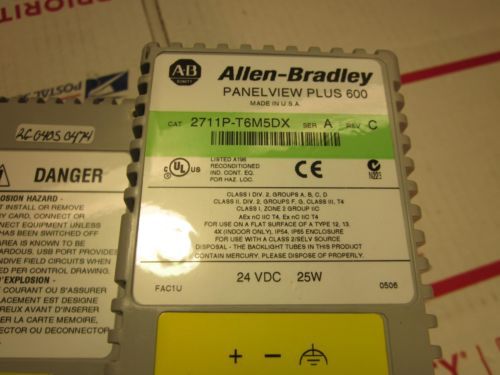 POSTAL
AB
Allen-Bradley
PANELVIEW PLUS 600
MADE IN U.S.A.
CAT 2711P-T6M5DX SER A REV C
C UL US
LISTED A196
RECONDITIONED
IND. CONT. EQ.
FOR HAZ. LOC.
CE
N223
CLASS I DIV. 2, GROUPS A, B, C, D
CLASS II, DIV. 2, GROUPS F, G, CLASS III, T4
CLASS I, ZONE 2 GROUP IIC
AEx nC IIC T4, Ex nC IIC T4
FOR USE ON A FLAT SURFACE OF A TYPE 12, 13,
4X (INDOOR ONLY), IP54, IP65 ENCLOSURE
FOR USE WITH A CLASS 2/SELV SOURCE
DISPOSAL - THE BACKLIGHT TUBES IN THIS PRODUCT
CONTAIN MERCURY. PLEASE DISPOSE OF PROPERLY.
24 VDC 25W
FAC1U
0506
+ -
DANGER
LOSION HAZARD -
T INSTALL OR REMOVE
Y CARD, CONNECT OR
ECT EQUIPMENT UNLESS
HAS BEEN SWITCHED OFF
AREA IS KNOWN TO BE
ARDOUS. USB PORT PROVIDES
NDIVE FIELD CIRCUITS WHEN
ED PER CONTROL DRAWING.
D'EXPLOSION -
E COURANT OU S'ASSURER
LACEMENT EST DESIGNE
REUX AVANT D'INSERER
R LA CARTE MEMOIRE,
ECTOR OU DECONNECTOR